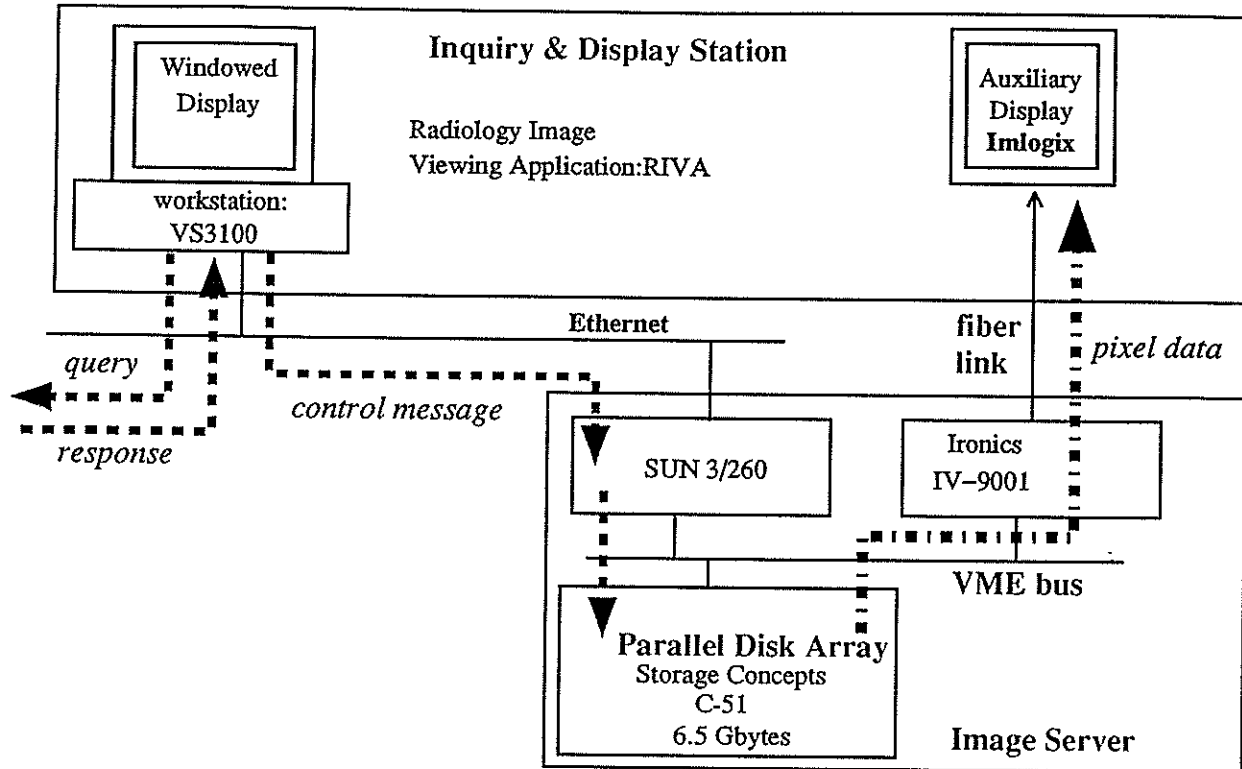 Inquiry & Display Station
Windowed
Display
Auxiliary
Display
Imlogix
Radiology Image
Viewing Application:RIVA
workstation:
VS3100
Ethernet
fiber
link
pixel data
query
control message
response
SUN 3/260
Ironics
IV–9001
VME bus
Parallel Disk Array
Storage Concepts
C-51
6.5 Gbytes
Image Server